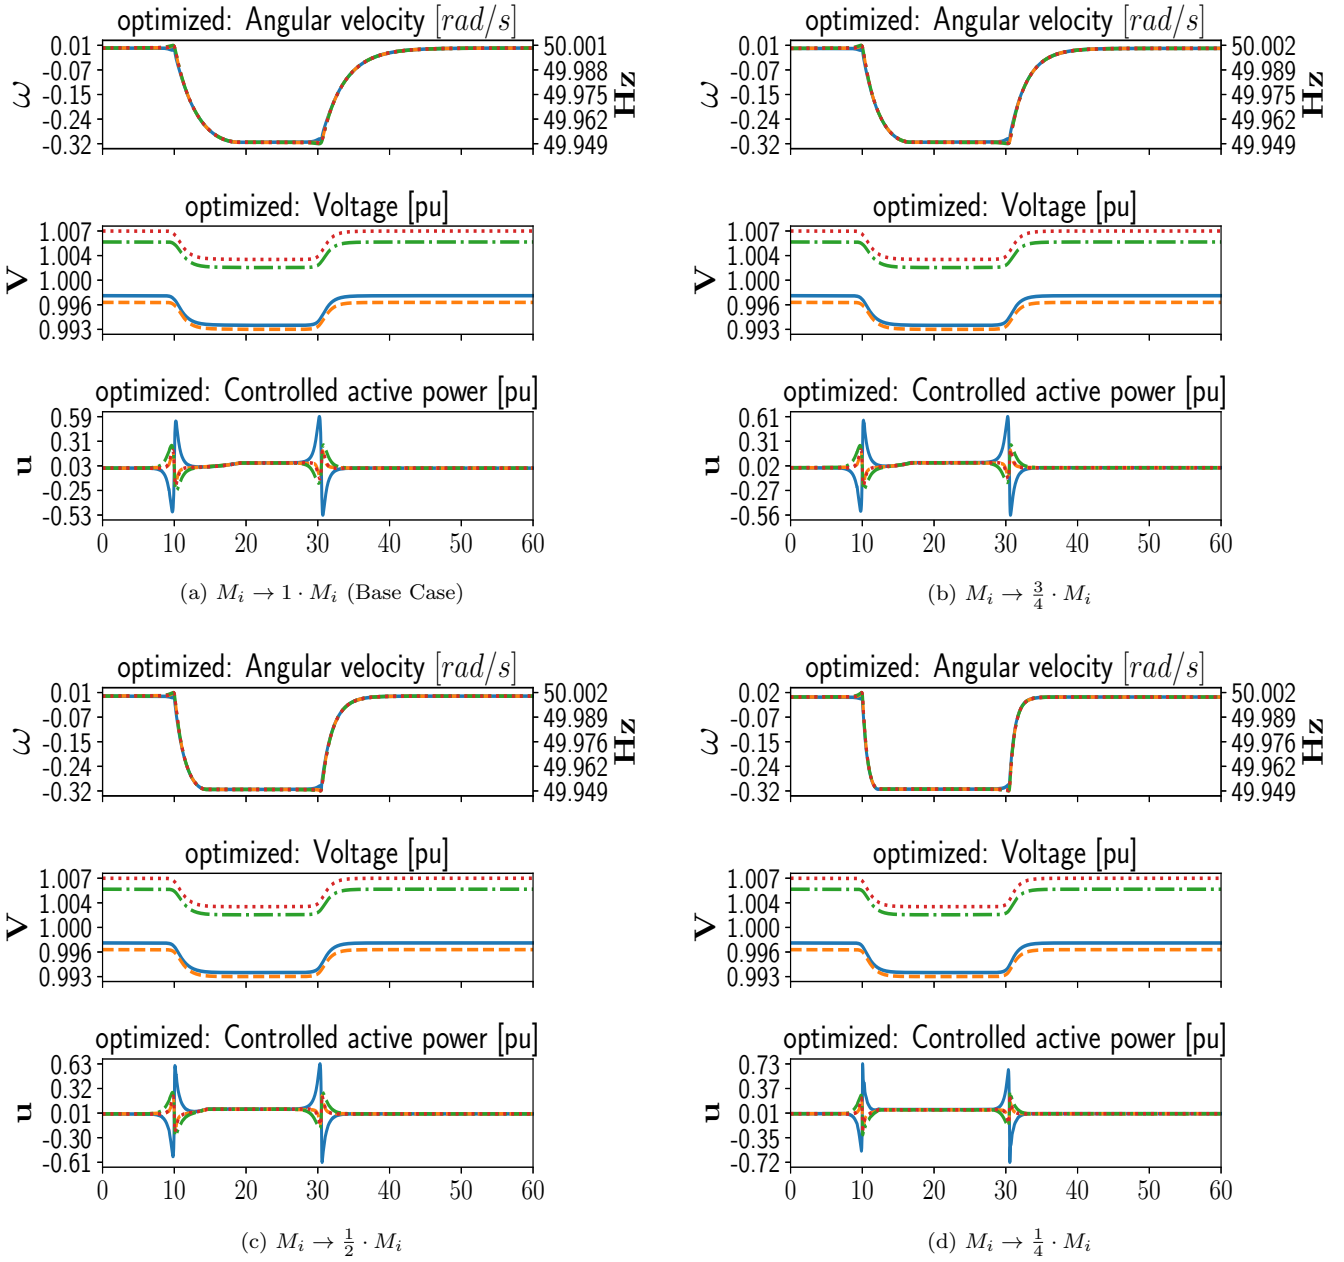 optimized: Angular velocity [rad/s]
0.01
-0.07
-0.15
-0.24
-0.32
ω
50.001
49.988
49.975
49.962
49.949
Hz
optimized: Voltage [pu]
1.007
1.004
1.000
0.996
0.993
V
optimized: Controlled active power [pu]
0.59
0.31
0.03
-0.25
-0.53
u
0 10 20 30 40 50 60
(a) M_i → 1 · M_i (Base Case)
optimized: Angular velocity [rad/s]
0.01
-0.07
-0.15
-0.24
-0.32
ω
50.002
49.989
49.975
49.962
49.949
Hz
optimized: Voltage [pu]
1.007
1.004
1.000
0.996
0.993
V
optimized: Controlled active power [pu]
0.61
0.31
0.02
-0.27
-0.56
u
0 10 20 30 40 50 60
(b) M_i → 3/4 · M_i
optimized: Angular velocity [rad/s]
0.01
-0.07
-0.15
-0.24
-0.32
ω
50.002
49.989
49.976
49.962
49.949
Hz
optimized: Voltage [pu]
1.007
1.004
1.000
0.996
0.993
V
optimized: Controlled active power [pu]
0.63
0.32
0.01
-0.30
-0.61
u
0 10 20 30 40 50 60
(c) M_i → 1/2 · M_i
optimized: Angular velocity [rad/s]
0.02
-0.07
-0.15
-0.24
-0.32
ω
50.002
49.989
49.976
49.962
49.949
Hz
optimized: Voltage [pu]
1.007
1.004
1.000
0.996
0.993
V
optimized: Controlled active power [pu]
0.73
0.37
0.01
-0.35
-0.72
u
0 10 20 30 40 50 60
(d) M_i → 1/4 · M_i